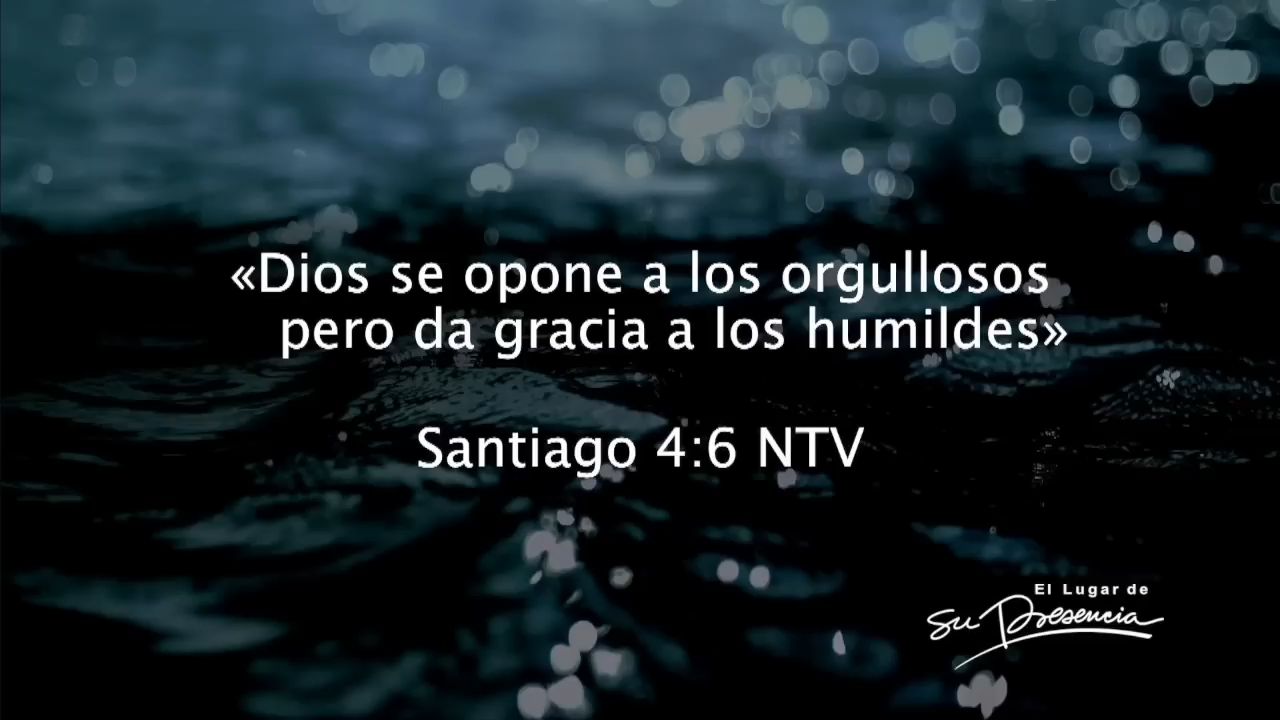 «Dios se opone a los orgullosos
pero da gracia a los humildes»
Santiago 4:6 NTV
El Lugar de
Su Presencia